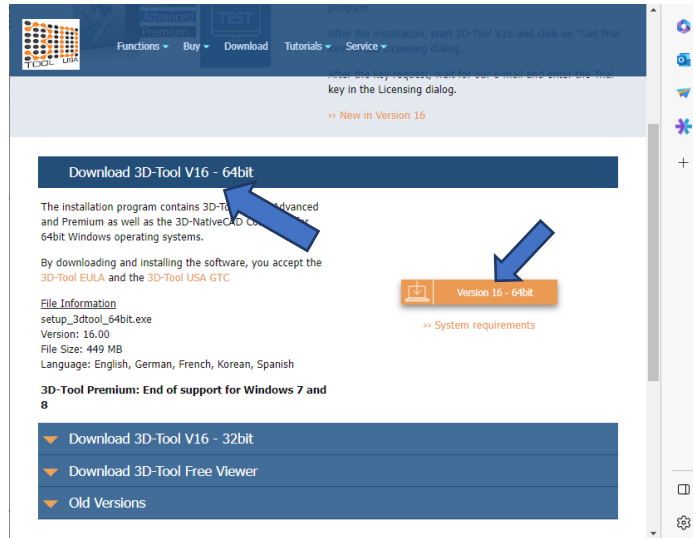 Advanced
Premium
TEST
program.
TOOL USA
Functions
Buy
Download
Tutorials
Service
After the installation, start 3D-Tool V16 and click on "Get Trial
Licensing dialog.
After the key request, wait for our e-mail and enter the Trial
key in the Licensing dialog.
›› New in Version 16
Download 3D-Tool V16 - 64bit
The installation program contains 3D-To Advanced
and Premium as well as the 3D-NativeCAD Co for
64bit Windows operating systems.
By downloading and installing the software, you accept the
3D-Tool EULA and the 3D-Tool USA GTC
File Information
setup_3dtool_64bit.exe
Version: 16.00
File Size: 449 MB
Language: English, German, French, Korean, Spanish
3D-Tool Premium: End of support for Windows 7 and
8
Version 16 - 64bit
›› System requirements
Download 3D-Tool V16 - 32bit
Download 3D-Tool Free Viewer
Old Versions